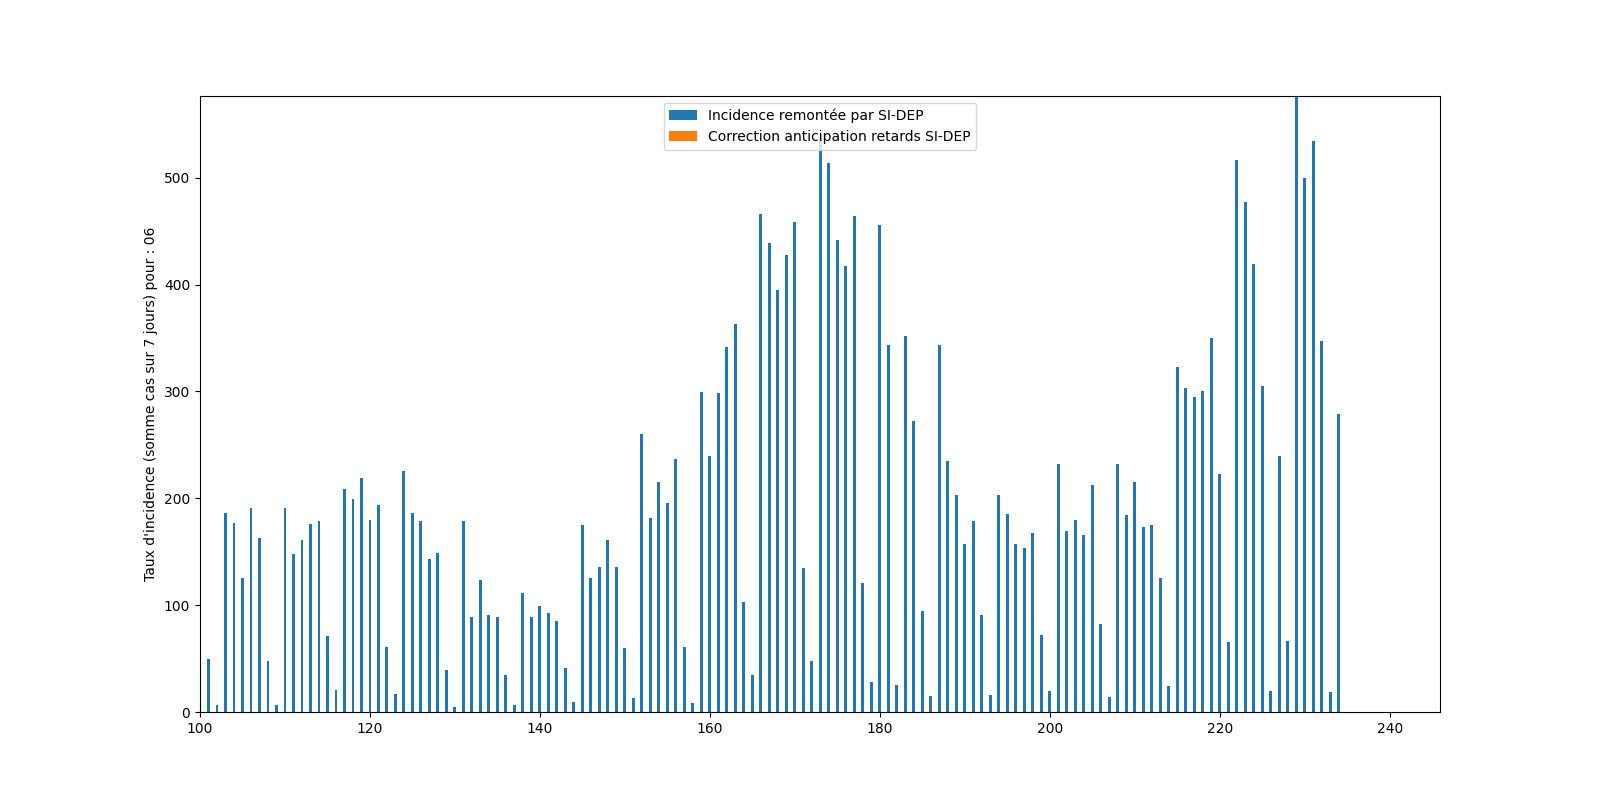 Incidence remontée par SI-DEP
Correction anticipation retards SI-DEP
Taux d'incidence (somme cas sur 7 jours) pour : 06
500
400
300
200
100
0
100 120 140 160 180 200 220 240